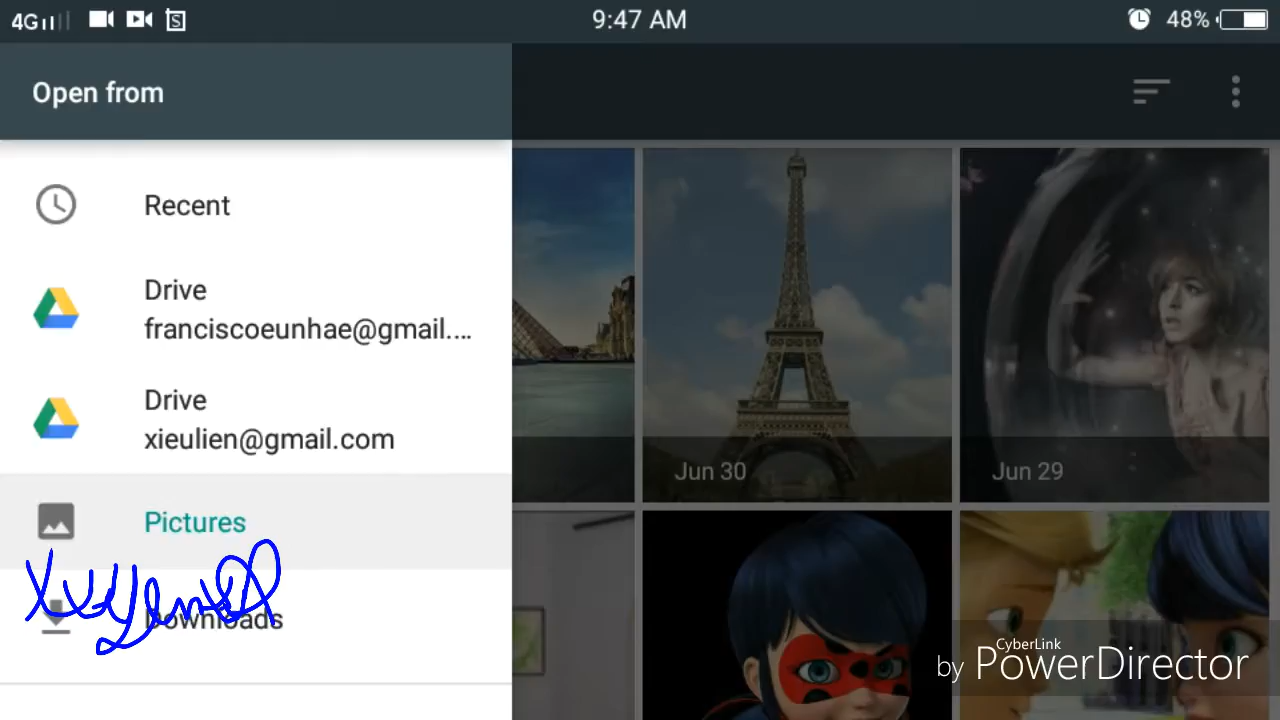 4G
9:47 AM
48%
Open from
Recent
Drive
franciscoeunhae@gmail....
Drive
xieulien@gmail.com
Pictures
Downloads
Jun 30
Jun 29
CyberLink
by PowerDirector